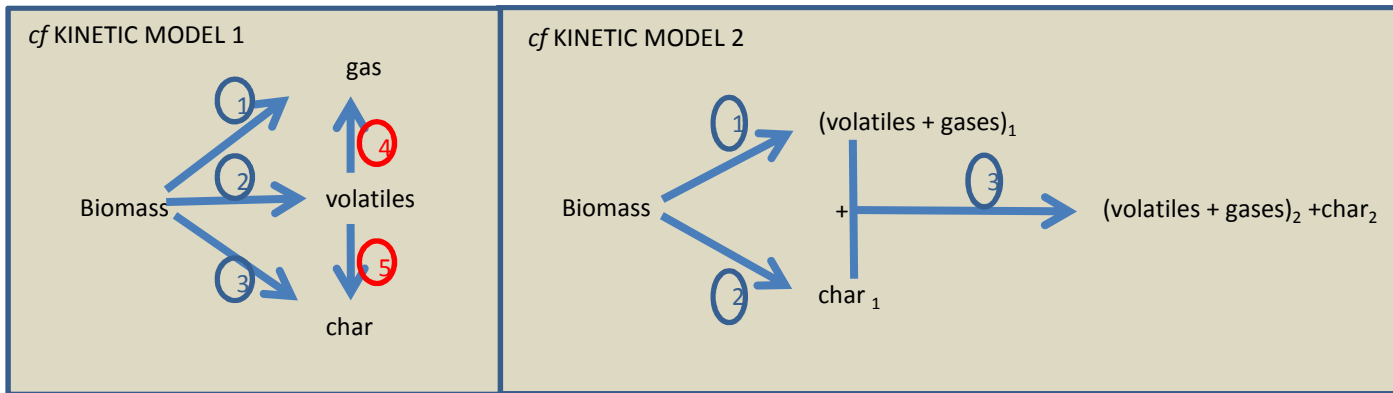 cf KINETIC MODEL 1
gas
1
4
2
Biomass
volatiles
3
5
char
cf KINETIC MODEL 2
1
(volatiles + gases)1
3
Biomass
+
(volatiles + gases)2 +char2
2
char 1